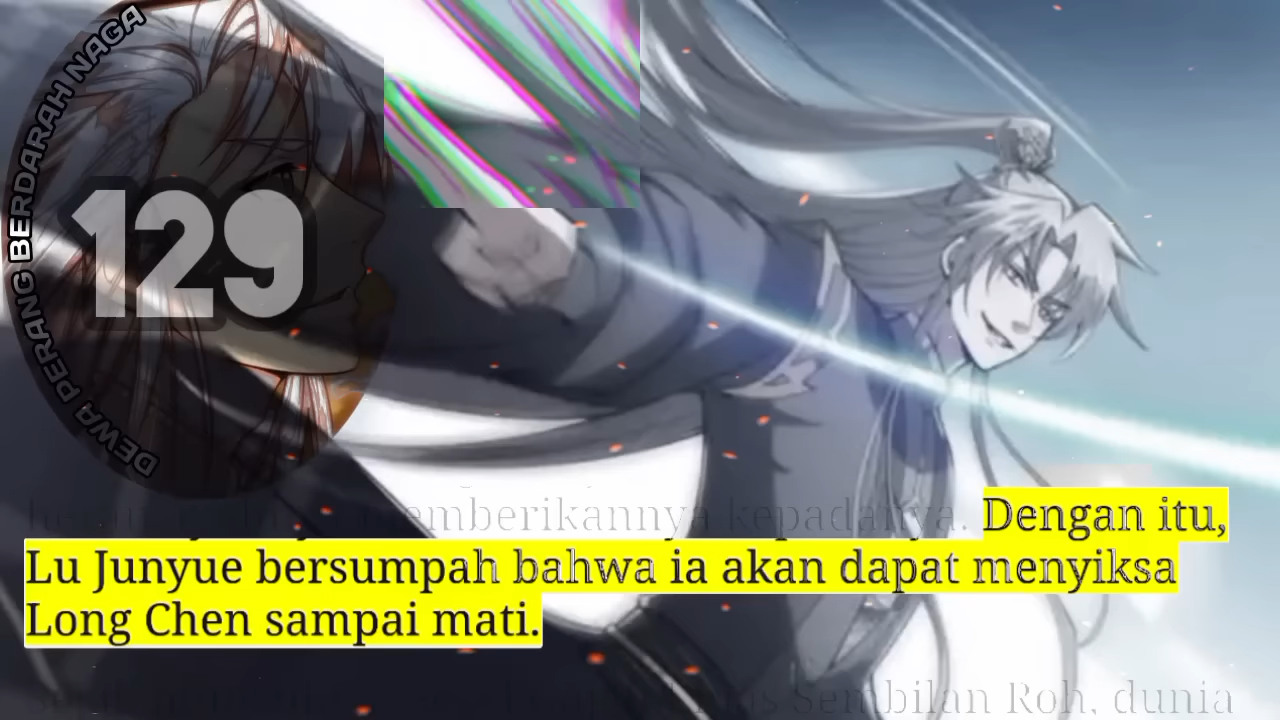 DEWA PERANG BERDARAH NAGA
129
memberikannya kepadanya. Dengan itu,
Lu Junyue bersumpah bahwa ia akan dapat menyiksa
Long Chen sampai mati.
Sembilan Roh, dunia